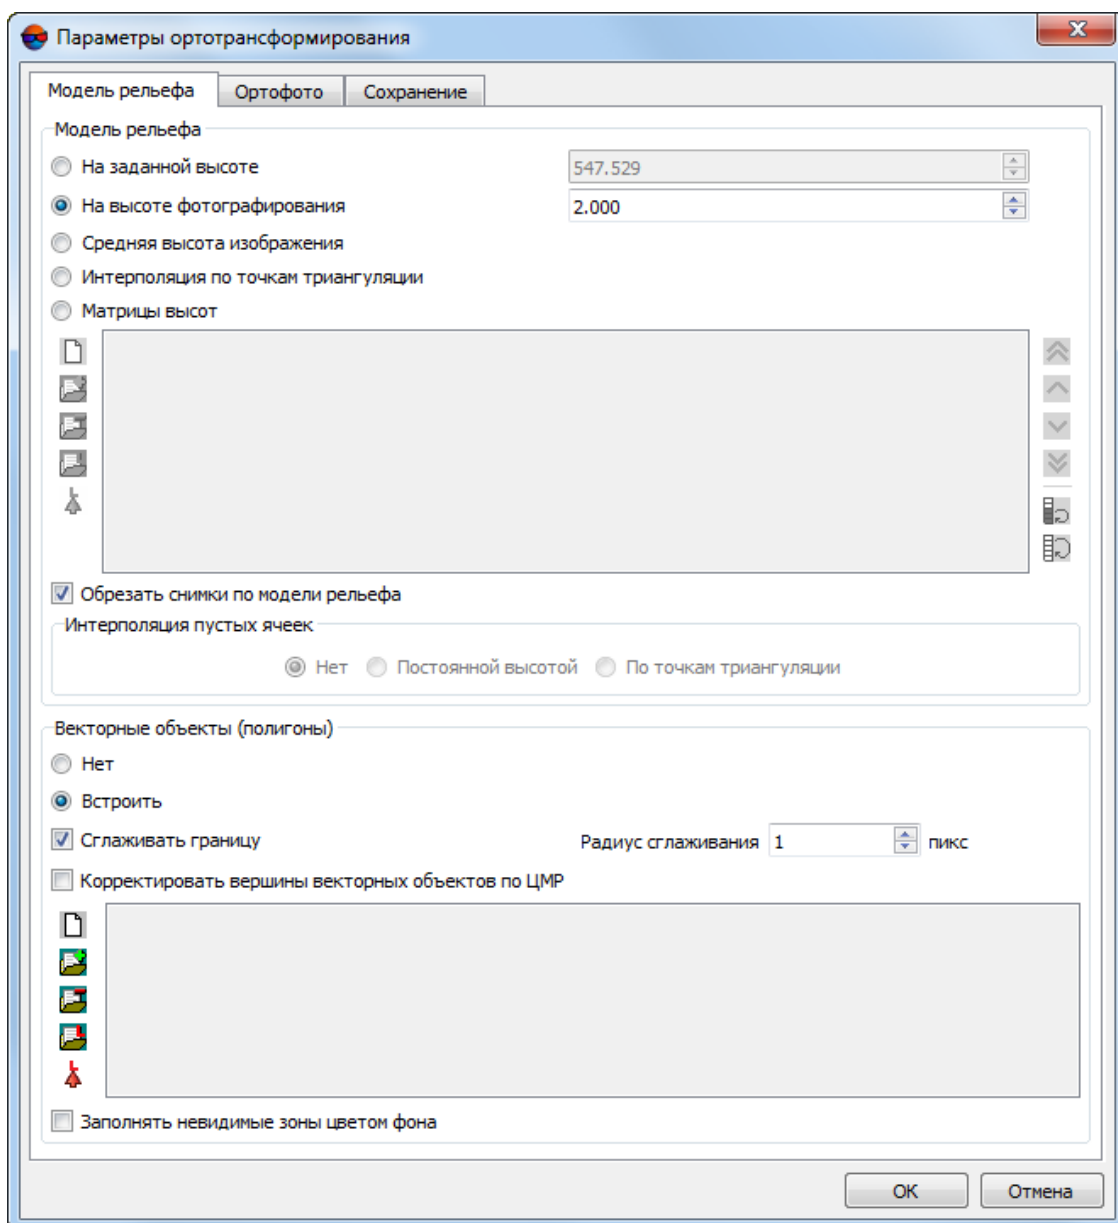 Параметры ортотрансформирования
Модель рельефа Ортофото Сохранение
Модель рельефа
На заданной высоте 547.529
На высоте фотографирования 2.000
Средняя высота изображения
Интерполяция по точкам триангуляции
Матрицы высот
Обрезать снимки по модели рельефа
Интерполяция пустых ячеек
Нет Постоянной высотой По точкам триангуляции
Векторные объекты (полигоны)
Нет
Встроить
Сглаживать границу Радиус сглаживания 1 пикс
Корректировать вершины векторных объектов по ЦМР
Заполнять невидимые зоны цветом фона
ОК Отмена